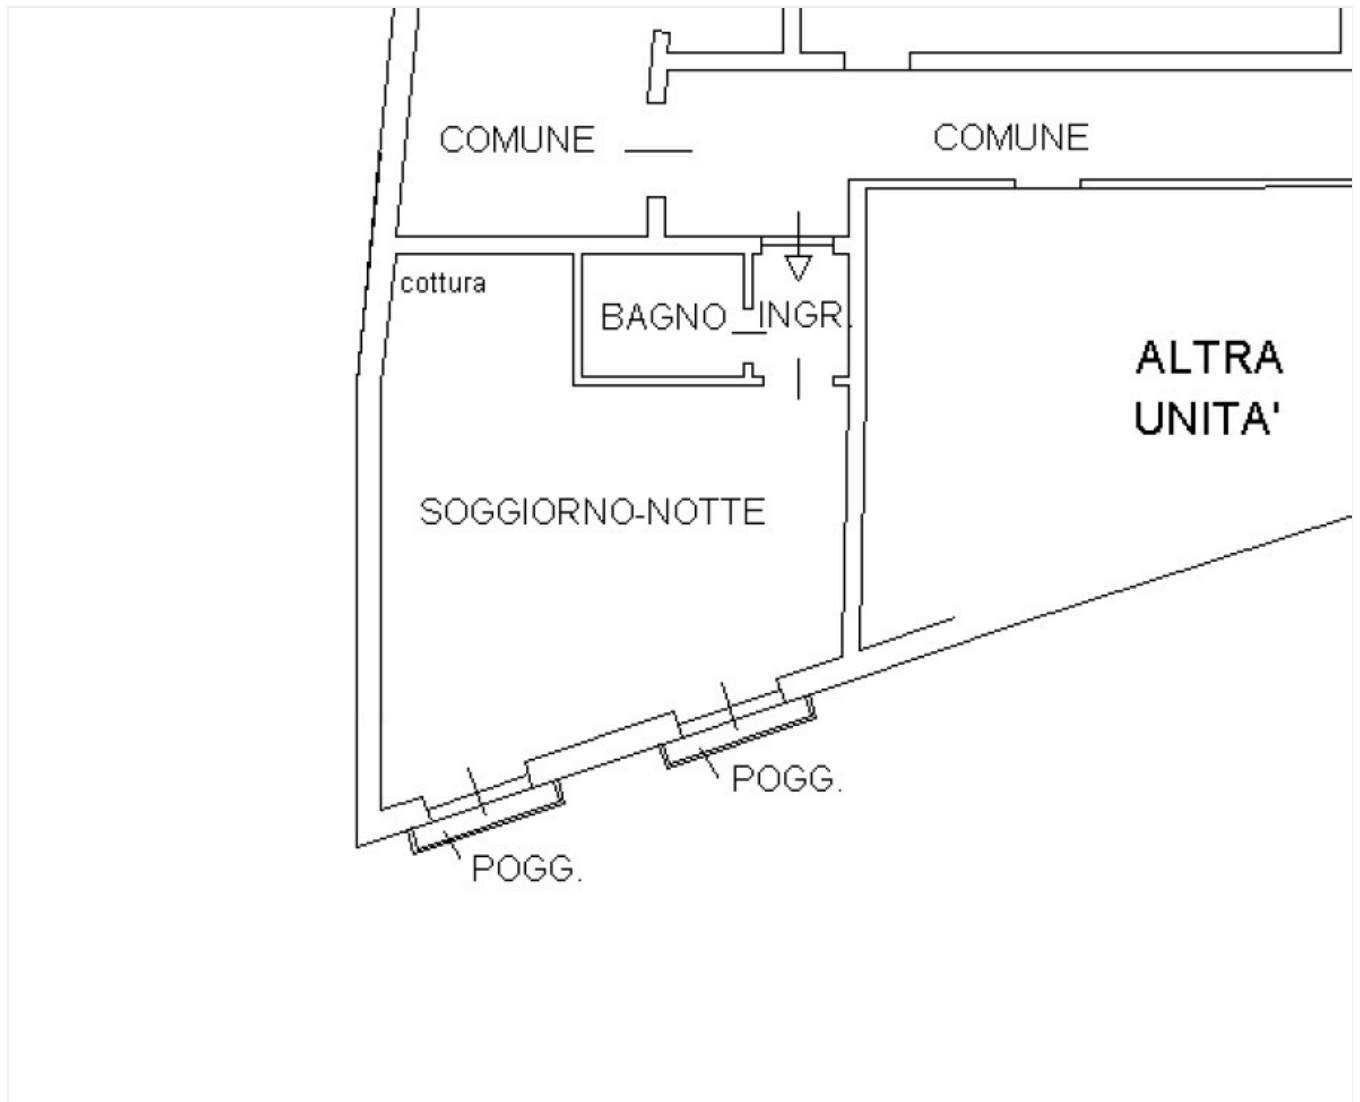 COMUNE
COMUNE
cottura
BAGNO
INGR.
ALTRA
UNITA'
SOGGIORNO-NOTTE
POGG.
POGG.